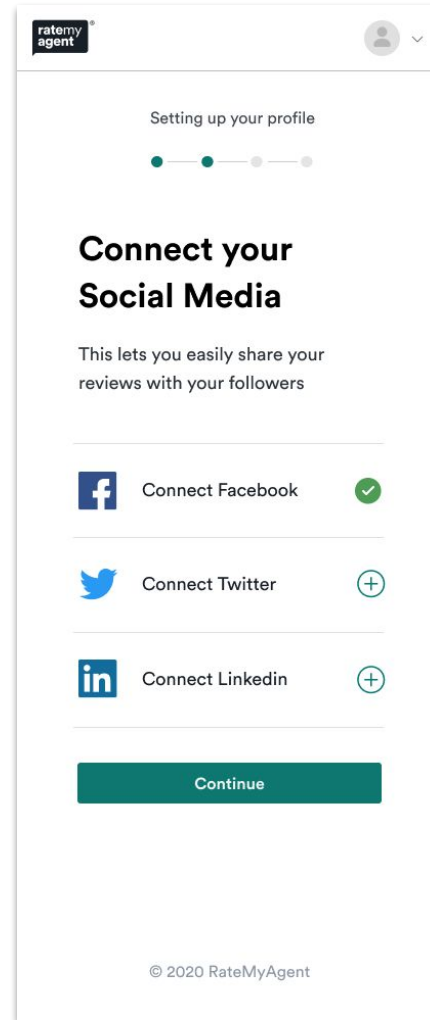 ratemy
agent
Setting up your profile
Connect your
Social Media
This lets you easily share your
reviews with your followers
Connect Facebook
Connect Twitter
in
Connect Linkedin
Continue
© 2020 RateMyAgent